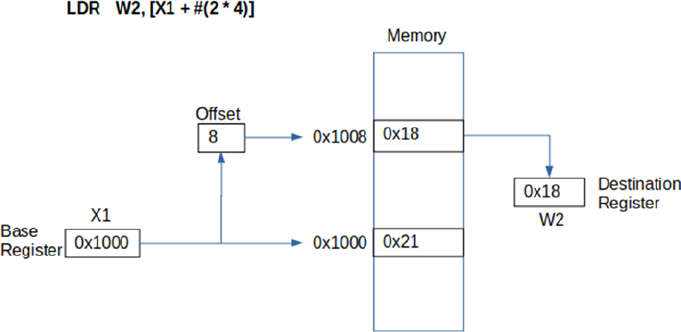 LDR W2, [X1 + #(2 * 4)]
Memory
Offset
8
0x1008
0x18
X1
Base
Register
0x1000
0x1000
0x21
0x18
W2
Destination
Register